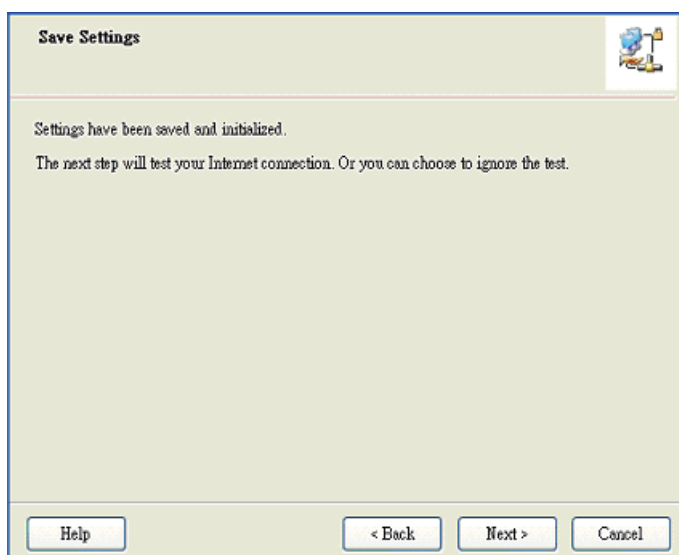 Save Settings
Settings have been saved and initialized.
The next step will test your Internet connection. Or you can choose to ignore the test.
Help
< Back
Next >
Cancel